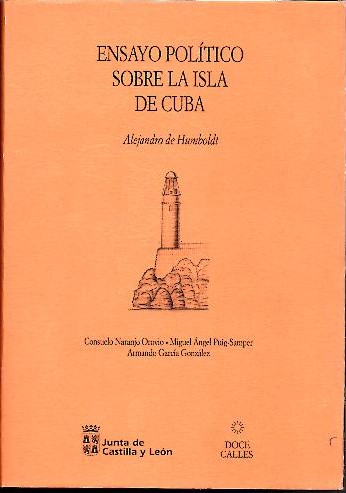 ENSAYO POLÍTICO
SOBRE LA ISLA
DE CUBA
Alejandro de Humboldt
Consuelo Naranjo Orovio • Miguel Ángel Puig-Samper
Armando García González
Junta de
Castilla y León
DOCE
CALLES